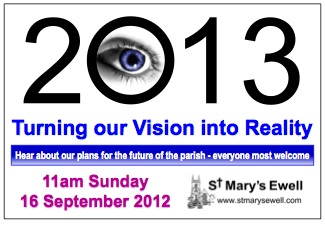 2013
Turning our Vision into Reality
Hear about our plans for the future of the parish - everyone most welcome
11am Sunday
16 September 2012
St Mary's Ewell
www.stmarysewell.com